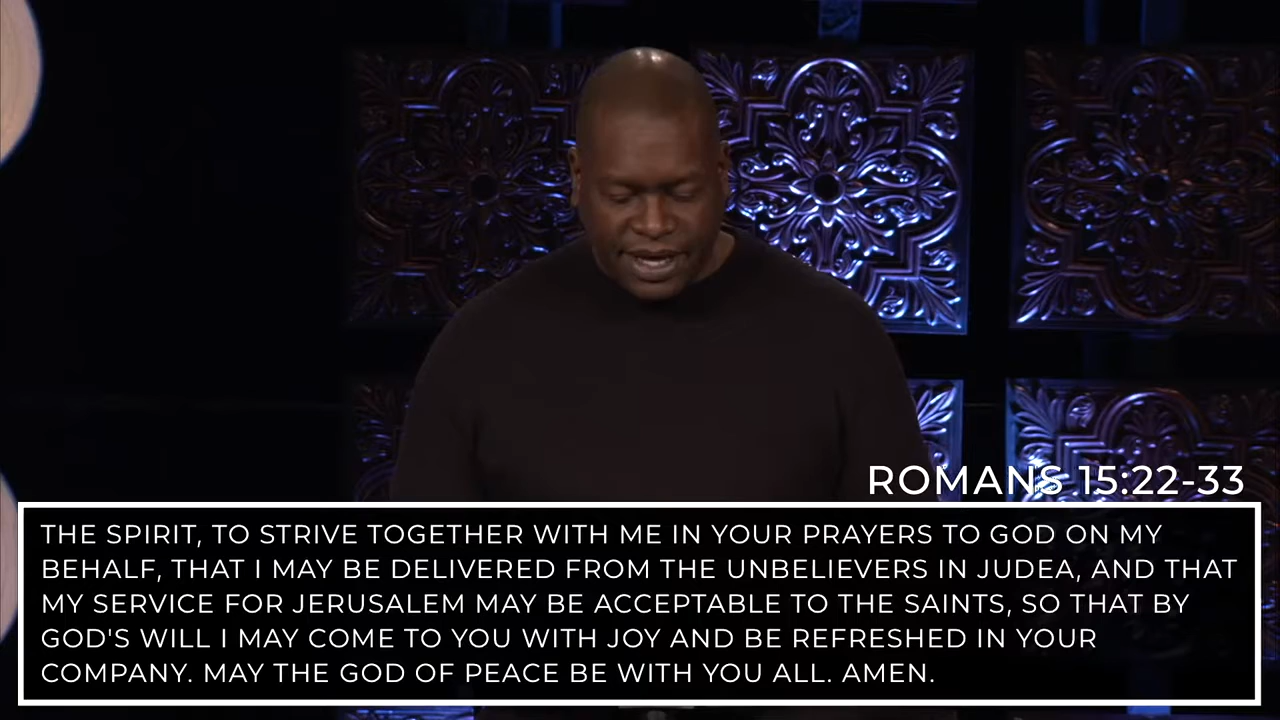 ROMANS 15:22-33
THE SPIRIT, TO STRIVE TOGETHER WITH ME IN YOUR PRAYERS TO GOD ON MY
BEHALF, THAT I MAY BE DELIVERED FROM THE UNBELIEVERS IN JUDEA, AND THAT
MY SERVICE FOR JERUSALEM MAY BE ACCEPTABLE TO THE SAINTS, SO THAT BY
GOD'S WILL I MAY COME TO YOU WITH JOY AND BE REFRESHED IN YOUR
COMPANY. MAY THE GOD OF PEACE BE WITH YOU ALL. AMEN.